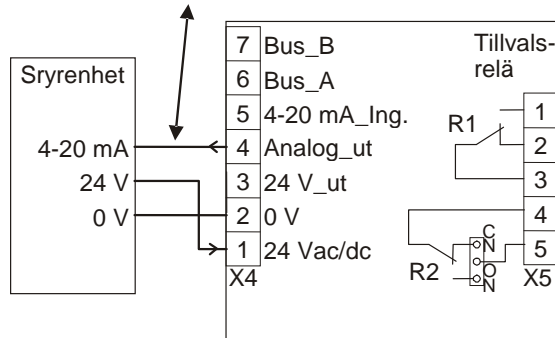 Sryrenhet
4-20 mA
24 V
0 V
7 Bus_B
6 Bus_A
5 4-20 mA_Ing.
4 Analog_ut
3 24 V_ut
2 0 V
1 24 Vac/dc
X4
Tillvals-
relä
R1
1
2
3
4
5
R2
C
N
O
N
X5